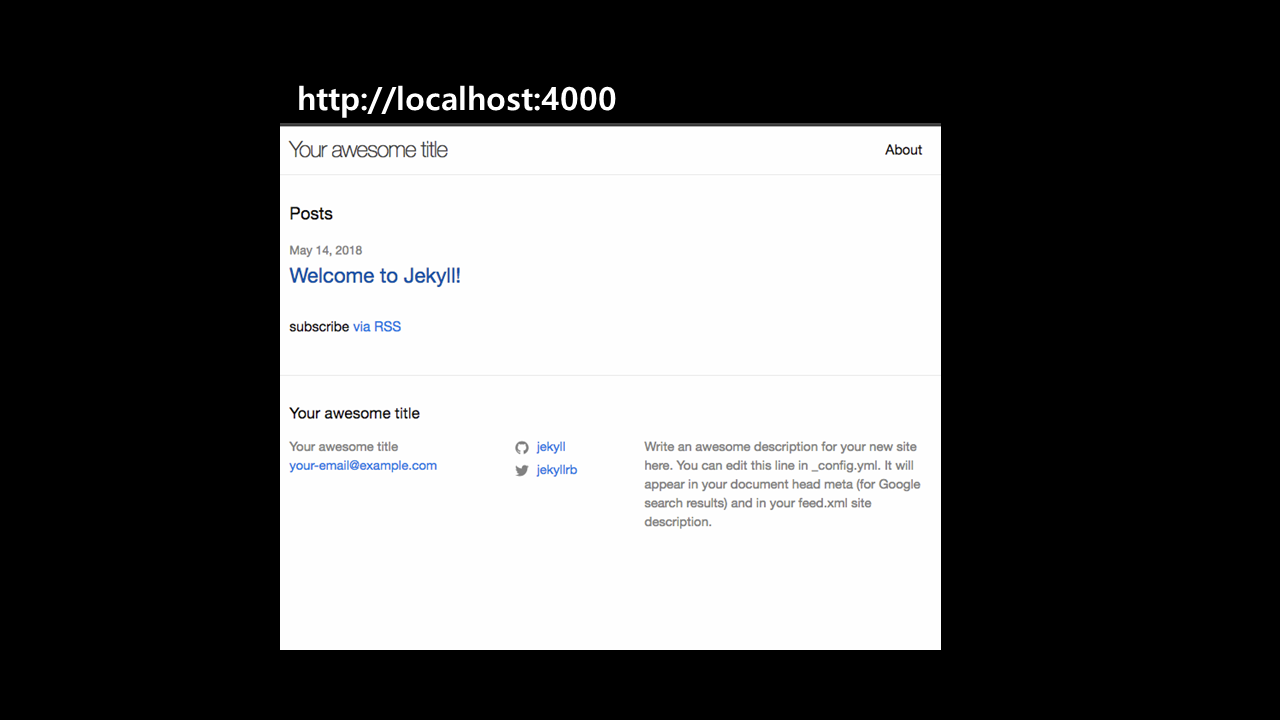 http://localhost:4000
Your awesome title
About
Posts
May 14, 2018
Welcome to Jekyll!
subscribe via RSS
Your awesome title
Your awesome title
your-email@example.com
jekyll
jekyllrb
Write an awesome description for your new site
here. You can edit this line in _config.yml. It will
appear in your document head meta (for Google
search results) and in your feed.xml site
description.